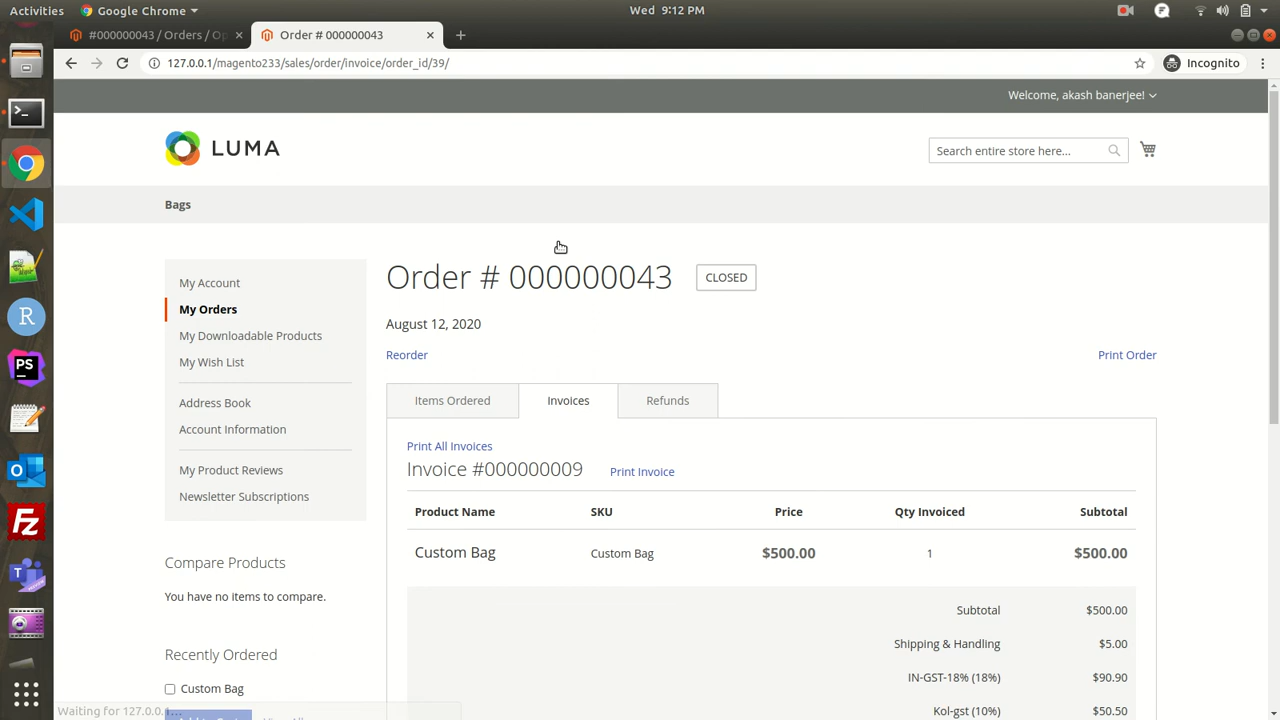 Activities Google Chrome Wed 9:12 PM
#000000043 / Orders / Op Order # 000000043
127.0.0.1/magento233/sales/order/invoice/order_id/39/ Incognito
Welcome, akash banerjee!
LUMA Search entire store here...
Bags
Order # 000000043 CLOSED
My Account
My Orders
August 12, 2020
My Downloadable Products
Reorder Print Order
My Wish List
Items Ordered Invoices Refunds
Address Book
Account Information
Print All Invoices
Invoice #000000009 Print Invoice
My Product Reviews
Newsletter Subscriptions
Product Name SKU Price Qty Invoiced Subtotal
Custom Bag Custom Bag $500.00 1 $500.00
Compare Products
You have no items to compare.
Subtotal $500.00
Shipping & Handling $5.00
Recently Ordered
IN-GST-18% (18%) $90.90
Custom Bag
Kol-gst (10%) $50.50
Waiting for 127.0.0.1...